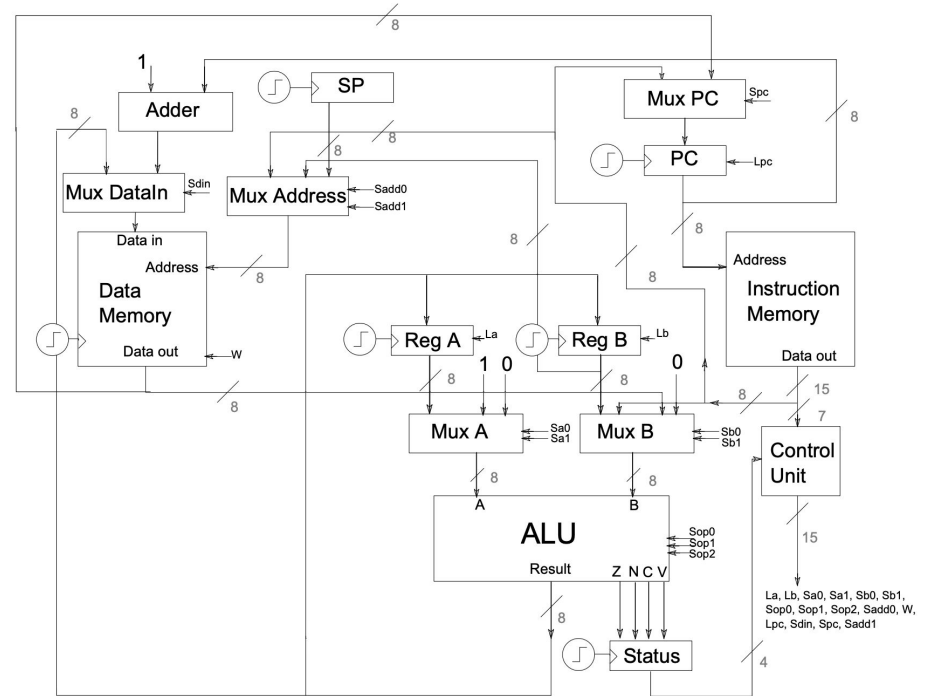 8
1
SP
Mux PC
Spc
Adder
8
8
8
8
PC
Lpc
Mux DataIn
Sdin
Mux Address
Sadd0
Sadd1
8
Data in
Address
8
8
8
Address
Data
Memory
Instruction
Memory
Reg A
La
Reg B
Lb
Data out
W
Data out
1 0
0
8
8
8
8
15
7
Mux A
Sa0
Sa1
Mux B
Sb0
Sb1
Control
Unit
8
8
A
B
ALU
Sop0
Sop1
Sop2
15
Result
Z N C V
8
La, Lb, Sa0, Sa1, Sb0, Sb1,
Sop0, Sop1, Sop2, Sadd0, W,
Lpc, Sdin, Spc, Sadd1
Status
4